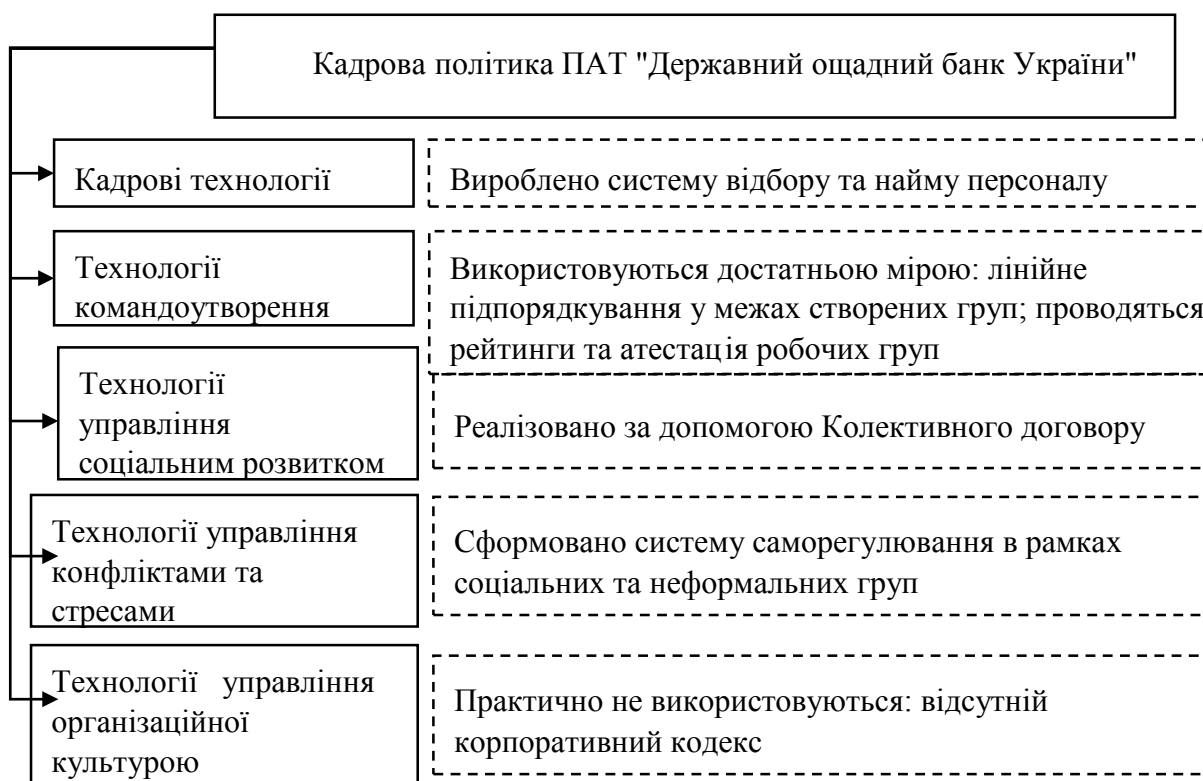 Кадрова політика ПАТ "Державний ощадний банк України"
Кадрові технології
Вироблено систему відбору та найму персоналу
Технології
командоутворення
Використовуються достатньою мірою: лінійне
підпорядкування у межах створених груп; проводяться
рейтинги та атестація робочих груп
Технології
управління
соціальним розвитком
Реалізовано за допомогою Колективного договору
Технології управління
конфліктами та
стресами
Сформовано систему саморегулювання в рамках
соціальних та неформальних груп
Технології управління
організаційної
культурою
Практично не використовуються: відсутній
корпоративний кодекс